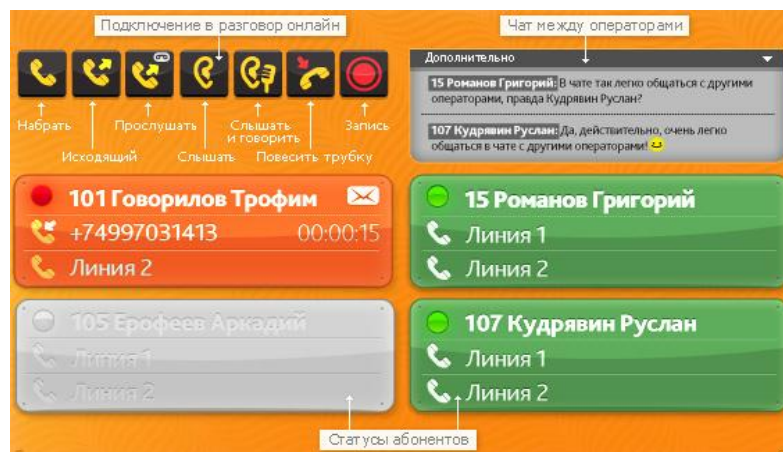 Подключение в разговор онлайн
Чат между операторами
Набрать
Исходящий
Прослушать
Слышать
Слышать
и говорить
Повесить трубку
Запись
Дополнительно
15 Романов Григорий: В чате так легко общаться с другими
операторами, правда Кудрявин Руслан?
107 Кудрявин Руслан: Да, действительно, очень легко
общаться в чате с другими операторами!
101 Говорилов Трофим
+74997031413 00:00:15
Линия 2
15 Романов Григорий
Линия 1
Линия 2
105 Ерофеев Аркадий
Линия 1
Линия 2
107 Кудрявин Руслан
Линия 1
Линия 2
Статусы абонентов